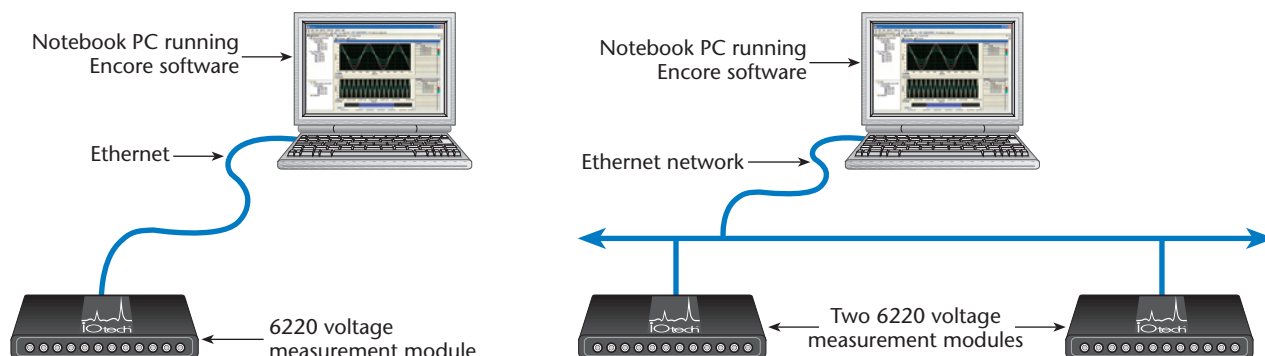 Notebook PC running
Encore software
Ethernet
6220 voltage
measurement module
iOtech
Notebook PC running
Encore software
Ethernet network
Two 6220 voltage
measurement modules
iOtech
iOtech